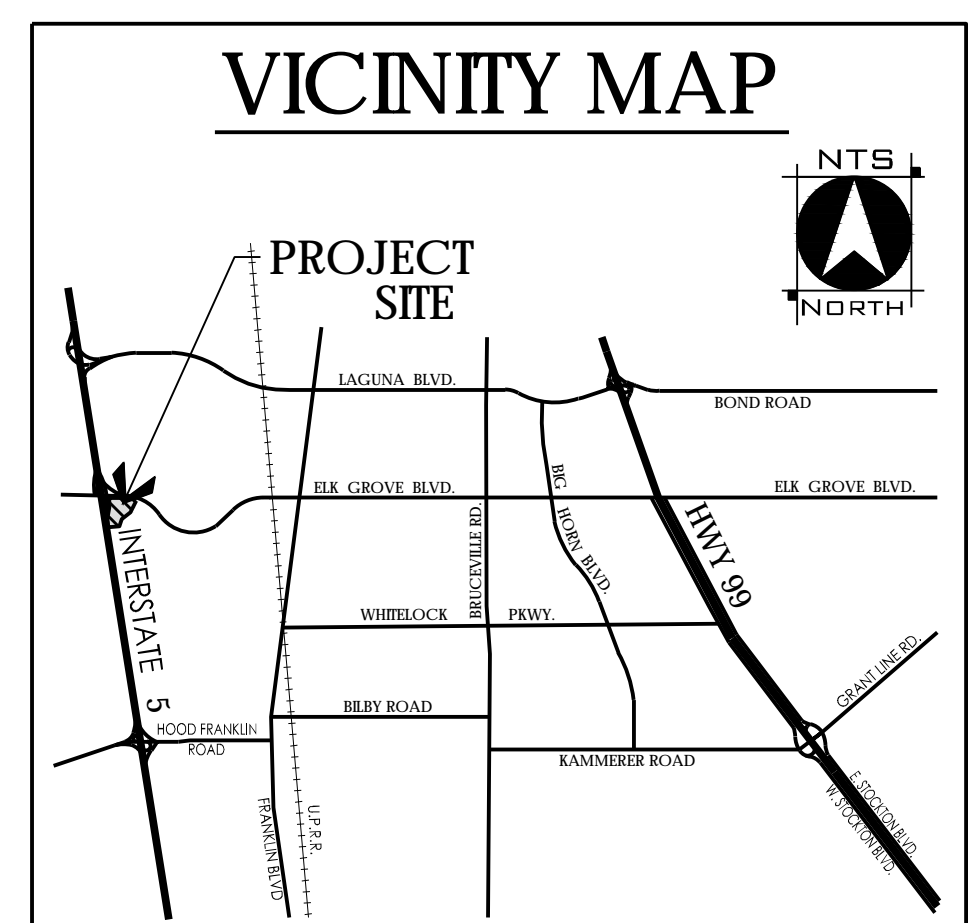 VICINITY MAP
NTS
NORTH
PROJECT
SITE
LAGUNA BLVD.
BOND ROAD
ELK GROVE BLVD.
ELK GROVE BLVD.
BIG HORN BLVD.
HWY 99
BRUCEVILLE RD.
INTERSTATE 5
WHITELOCK PKWY.
GRANT LINE RD.
BILBY ROAD
HOOD FRANKLIN
ROAD
KAMMERER ROAD
FRANKLIN BLVD
U.P.R.R.
E. STOCKTON BLVD.
W. STOCKTON BLVD.